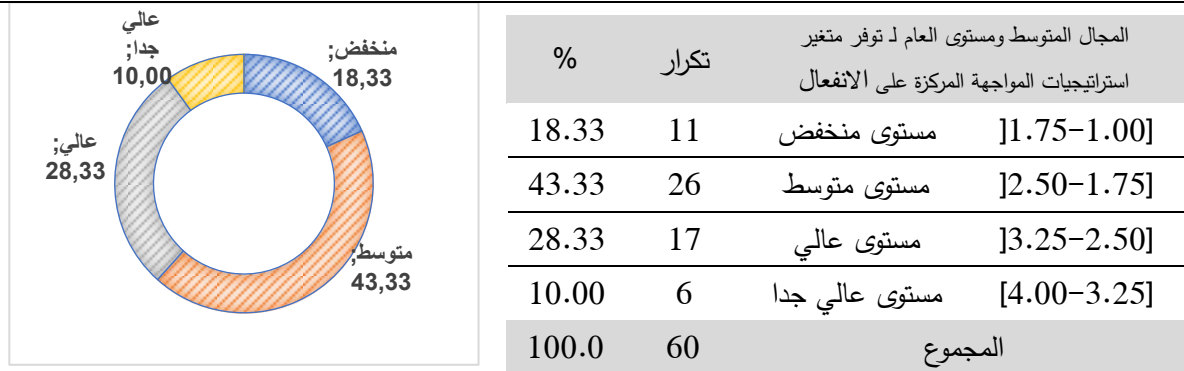 المجال المتوسط ومستوى العام لـ توفر متغير
استراتيجيات المواجهة المركزة على الانفعال
تكرار
%
[1.00-1.75[ مستوى منخفض 11 18.33
[1.75-2.50[ مستوى متوسط 26 43.33
[2.50-3.25[ مستوى عالي 17 28.33
[3.25-4.00] مستوى عالي جدا 6 10.00
المجموع 60 100.0
منخفض;
18,33
متوسط;
43,33
عالي;
28,33
عالي
جدا;
10,00